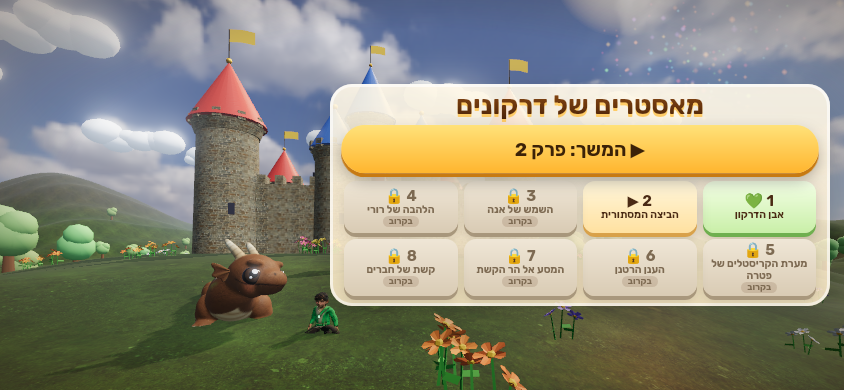 מאסטרים של דרקונים
▶ המשך: פרק 2
1 💚
אבן הדרקון
2 ▶
הביצה המסתורית
3 🔒
השמש של אנה
בקרוב
4 🔒
הלהבה של רורי
בקרוב
5 🔒
מערת הקריסטלים של
פטרה
בקרוב
6 🔒
הענן הרטנן
בקרוב
7 🔒
המסע אל הר הקשת
בקרוב
8 🔒
קשת של חברים
בקרוב